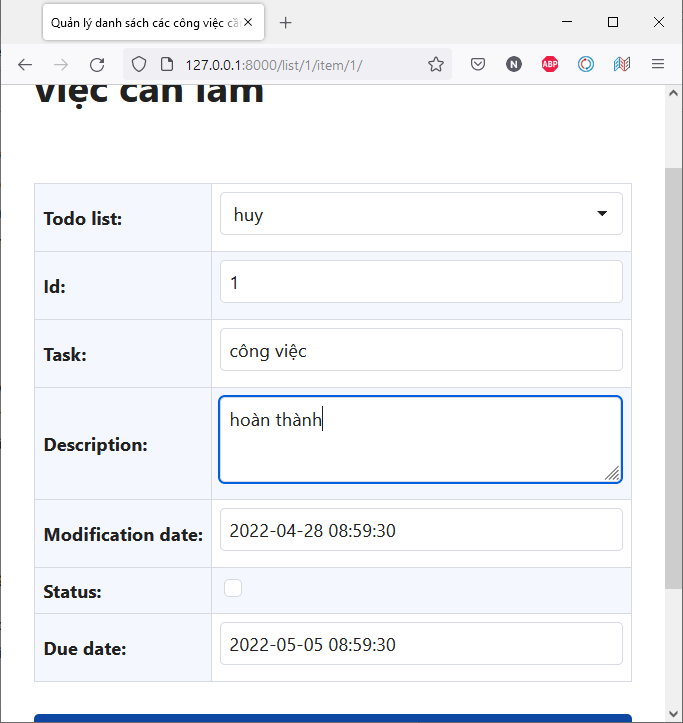 Quản lý danh sách các công việc cần
127.0.0.1:8000/list/1/item/1/
N
ABP
việc cần làm
Todo list:
huy
Id:
1
Task:
công việc
Description:
hoàn thành
Modification date:
2022-04-28 08:59:30
Status:
Due date:
2022-05-05 08:59:30